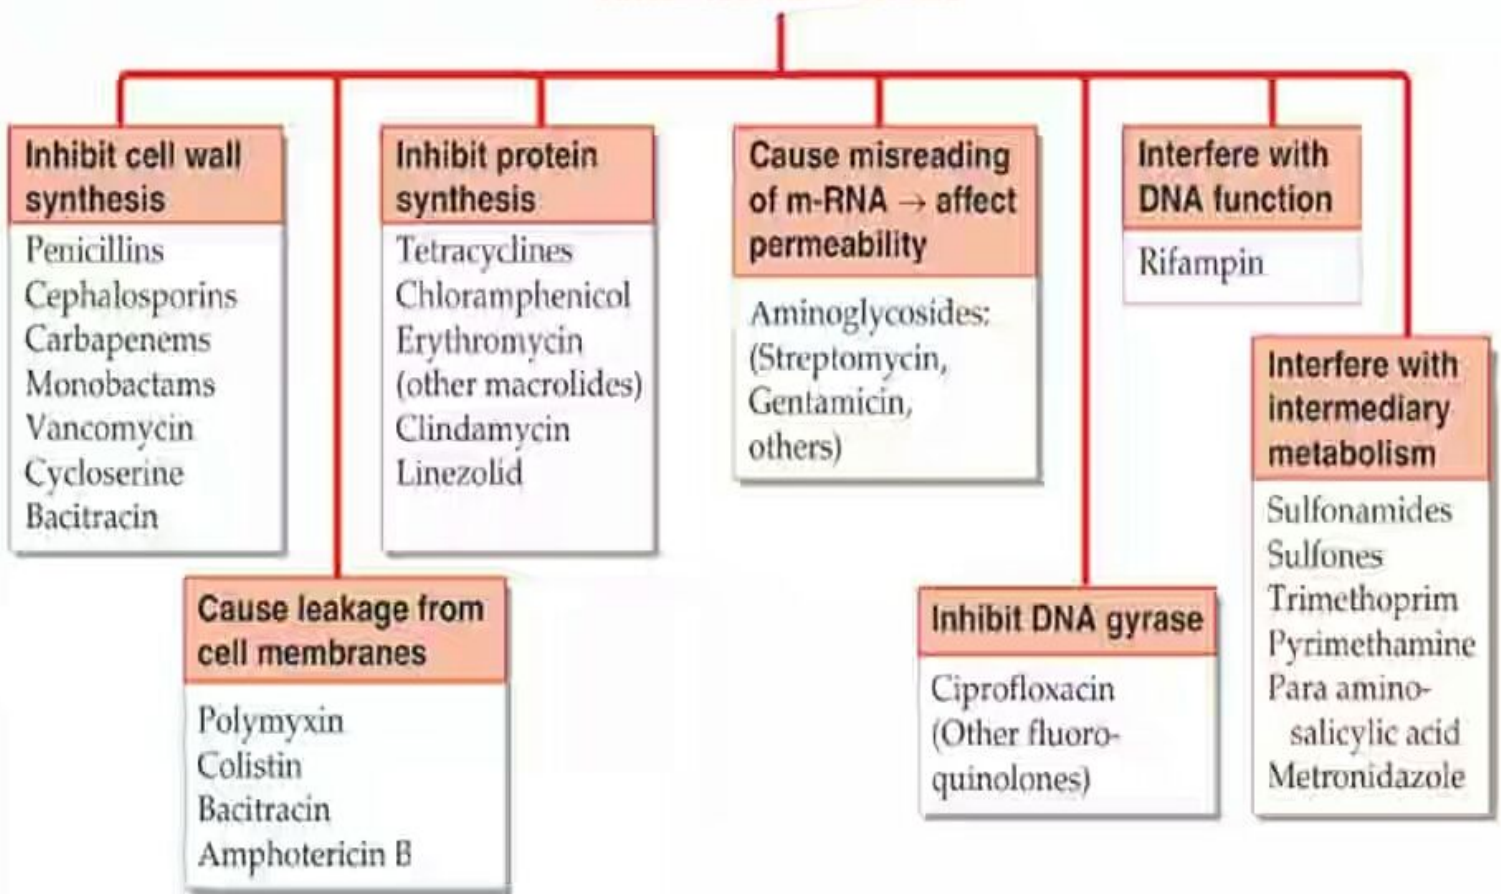 Inhibit cell wall
synthesis
Penicillins
Cephalosporins
Carbapenems
Monobactams
Vancomycin
Cycloserine
Bacitracin
Cause leakage from
cell membranes
Polymyxin
Colistin
Bacitracin
Amphotericin B
Inhibit protein
synthesis
Tetracyclines
Chloramphenicol
Erythromycin
(other macrolides)
Clindamycin
Linezolid
Cause misreading
of m-RNA → affect
permeability
Aminoglycosides:
(Streptomycin,
Gentamicin,
others)
Inhibit DNA gyrase
Ciprofloxacin
(Other fluoro-
quinolones)
Interfere with
DNA function
Rifampin
Interfere with
intermediary
metabolism
Sulfonamides
Sulfones
Trimethoprim
Pyrimethamine
Para amino-
salicylic acid
Metronidazole